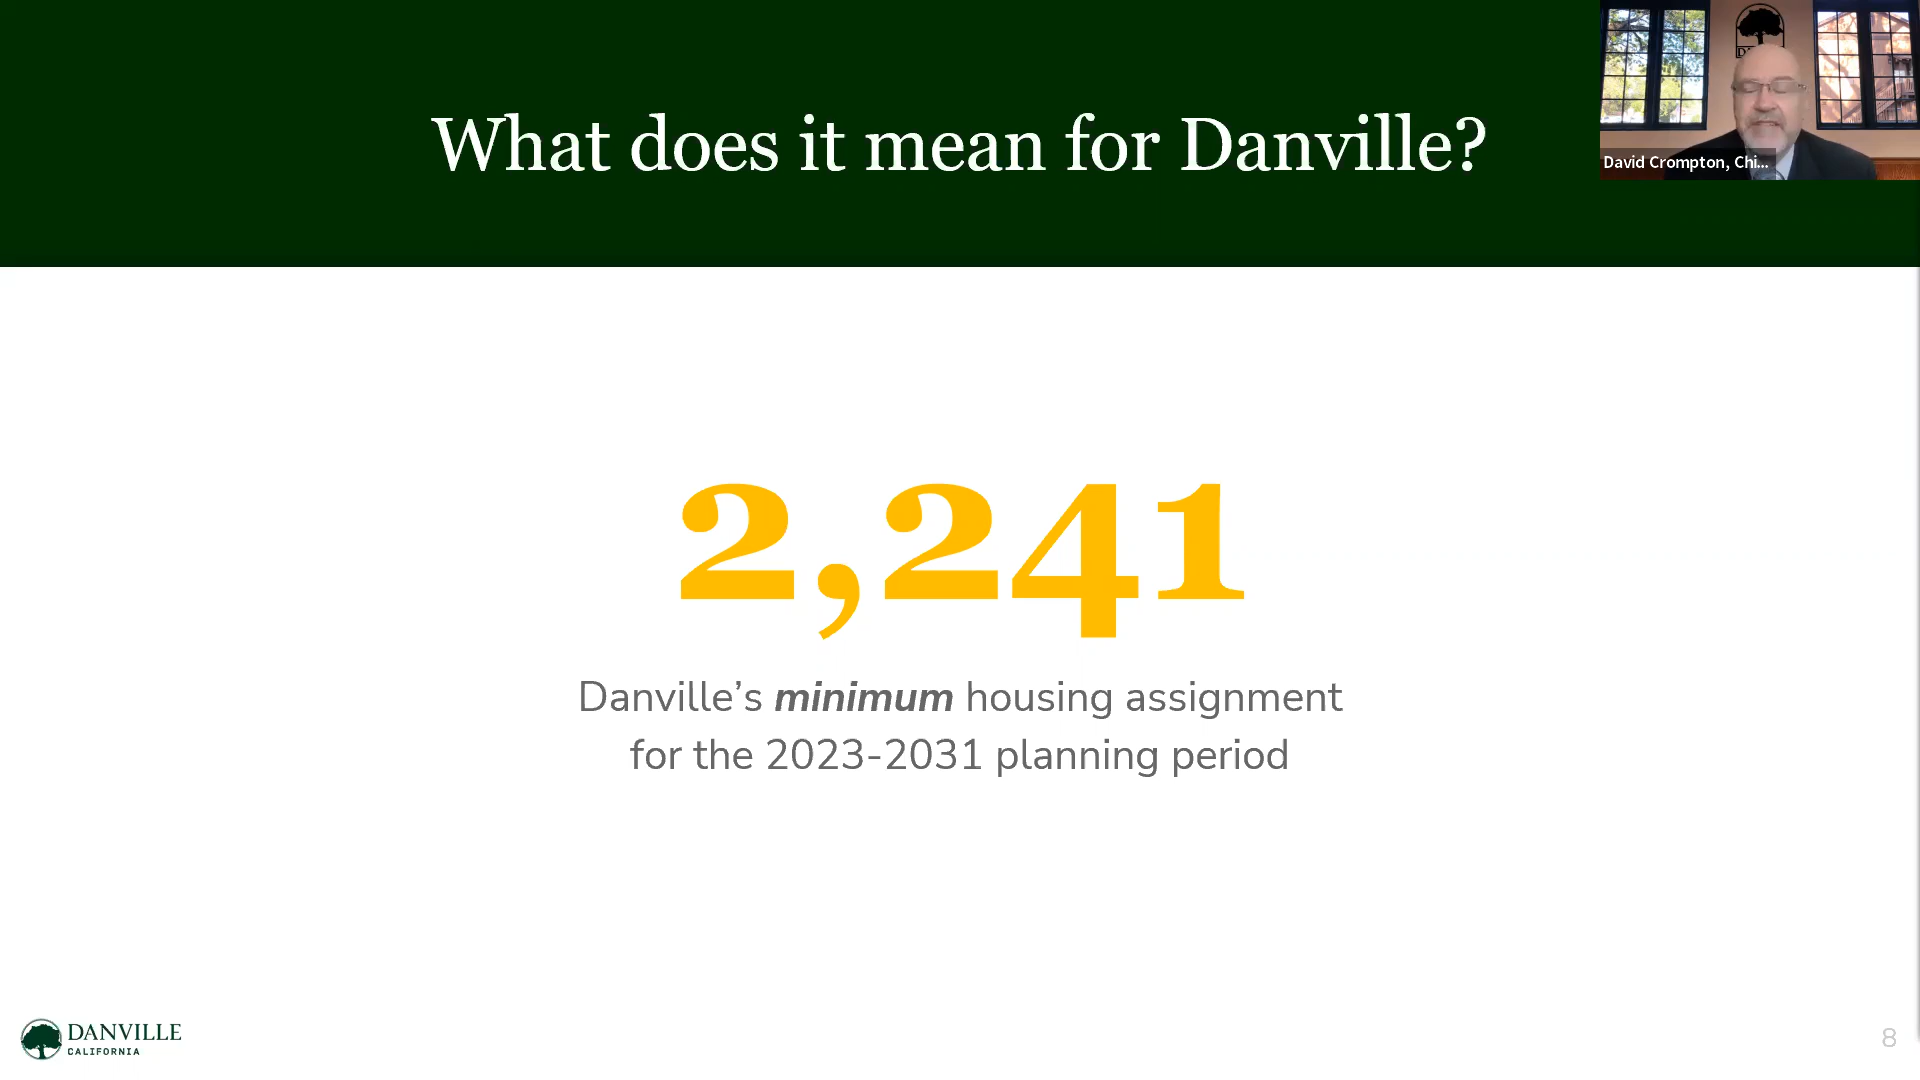 What does it mean for Danville?
David Crompton, Chi...
2,241
Danville’s minimum housing assignment
for the 2023-2031 planning period
DANVILLE
CALIFORNIA
8